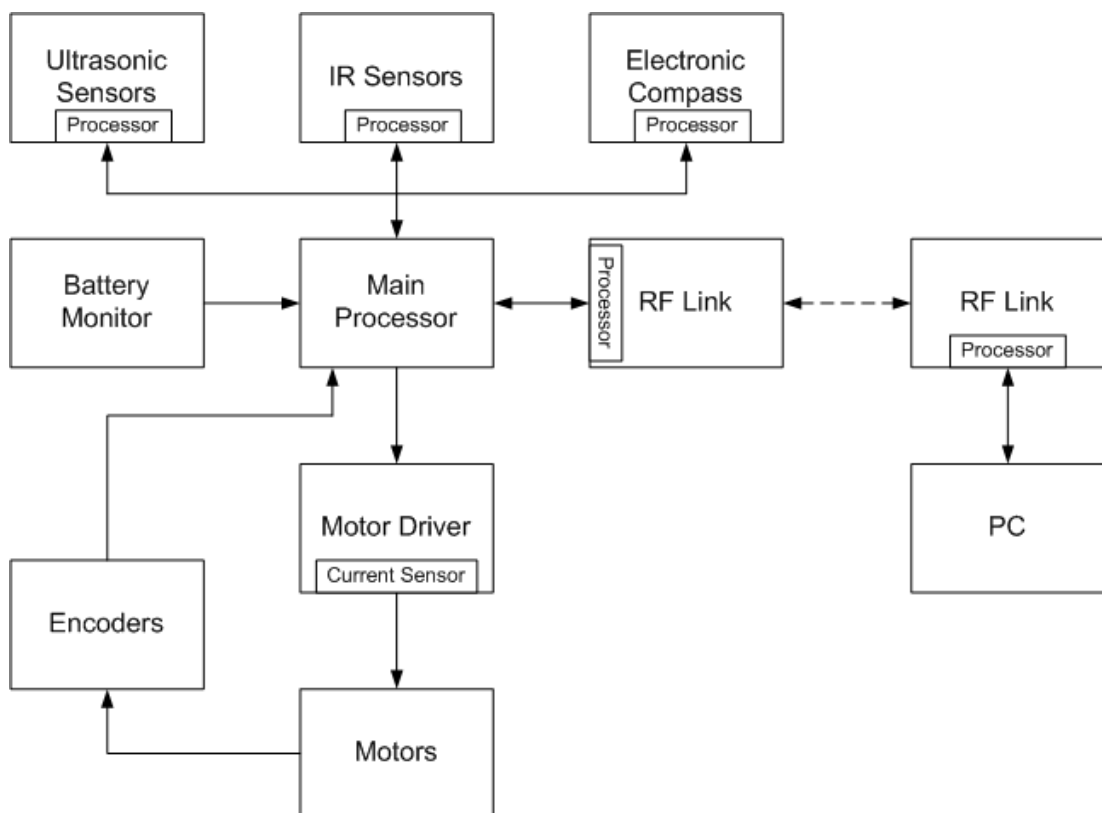 Ultrasonic
Sensors
Processor
IR Sensors
Processor
Electronic
Compass
Processor
Battery
Monitor
Main
Processor
Processor
RF Link
RF Link
Processor
Motor Driver
Current Sensor
PC
Encoders
Motors